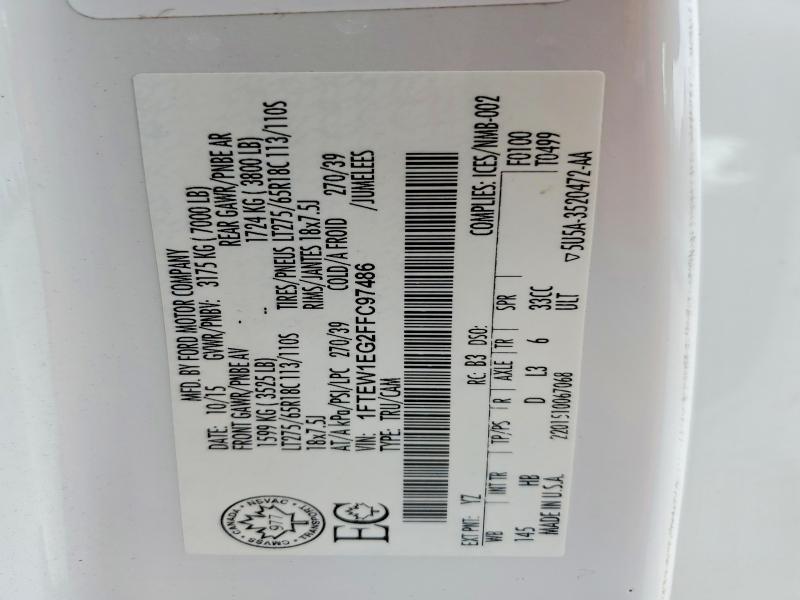 MFD. BY FORD MOTOR COMPANY
DATE: 10/15 GVWR/PNBV: 3175 KG ( 7000 LB)
FRONT GAWR/PNBE AV REAR GAWR/PNBE AR
1599 KG ( 3525 LB) 1724 KG ( 3800 LB)
LT275/65R18C 113/110S TIRES/PNEUS LT275/65R18C 113/110S
18x7.5J RIMS/JANTES 18x7.5J
AT/A kPa/PSI/LPC 270/39 COLD/A FROID 270/39
VIN: 1FTEW1EG2FFC97486 /JUMELEES
TYPE: TRU/CAM
CANADA NSVAC
977
CMVSS TRANSPORT
EC
COMPLIES: ICES/NMB-002
EXT PNT: YZ RC: B3 DSO: F0100
WB INT TR TP/PS R AXLE TR SPR T0499
145 HB D L3 6 33CC
ULT
MADE IN U.S.A. 2201510067068 ▽5U5A-3520472-AA